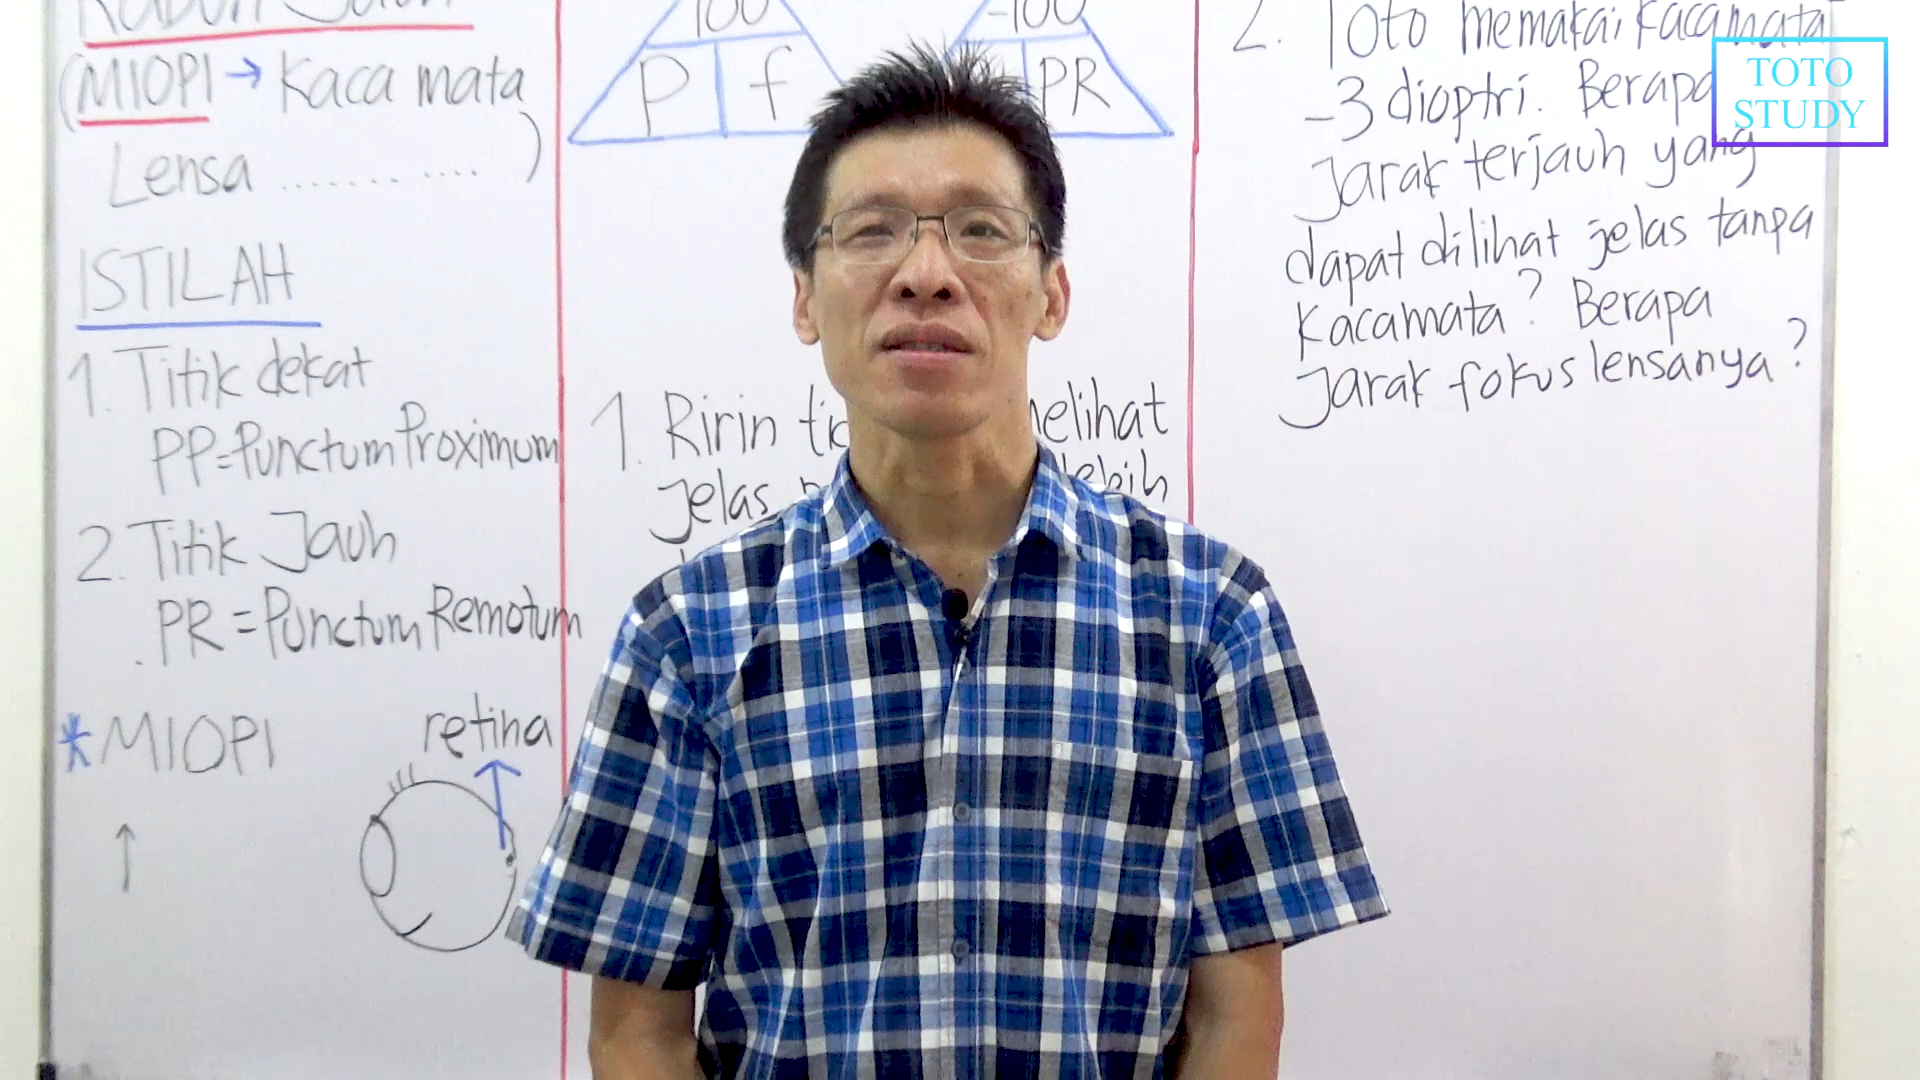 (MIOPI → Kaca mata
Lensa ............ )
ISTILAH
1. Titik dekat
PP = Punctum Proximum
2. Titik Jauh
PR = Punctum Remotum
* MIOPI
retina
100
P f
-100
PR
1. Ririn
jelas
2. Toto memakai kacamata
-3 dioptri. Berapa
Jarak terjauh yang
dapat dilihat jelas tanpa
Kacamata? Berapa
Jarak fokus lensanya?
TOTO
STUDY